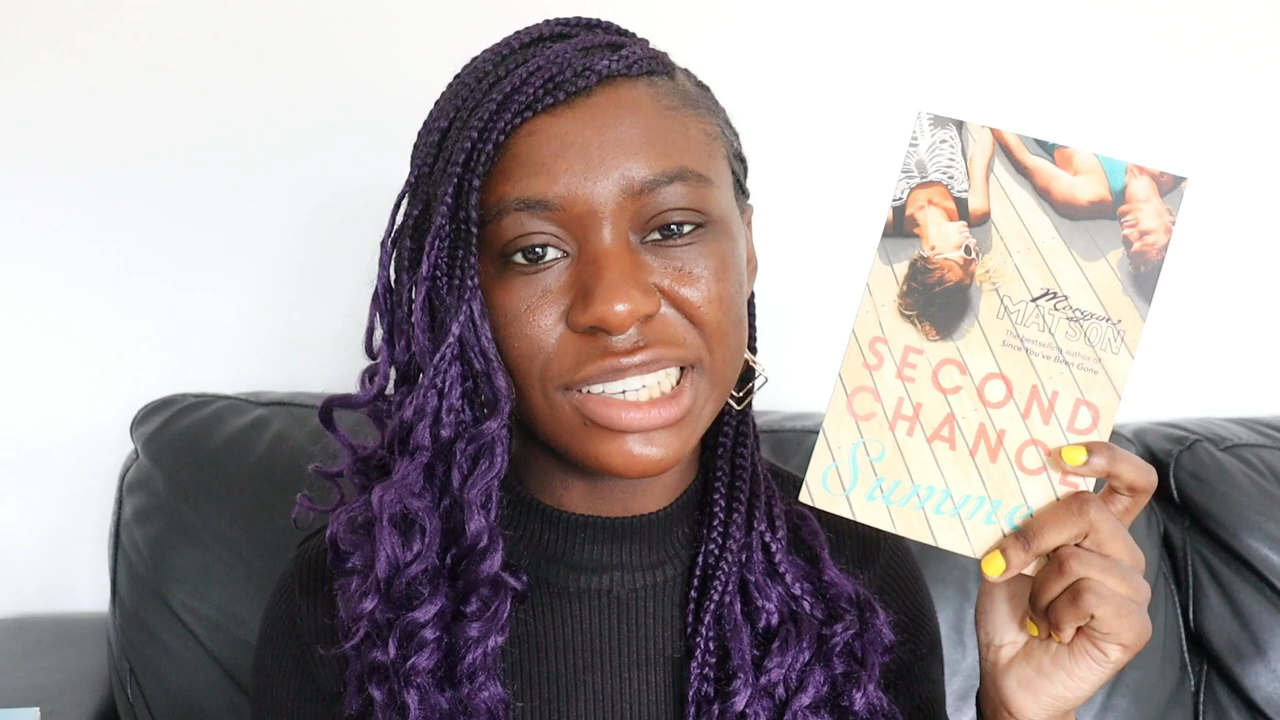 Morgan
MATSON
The bestselling author of
Since You've Been Gone
SECOND
CHANCE
Summe